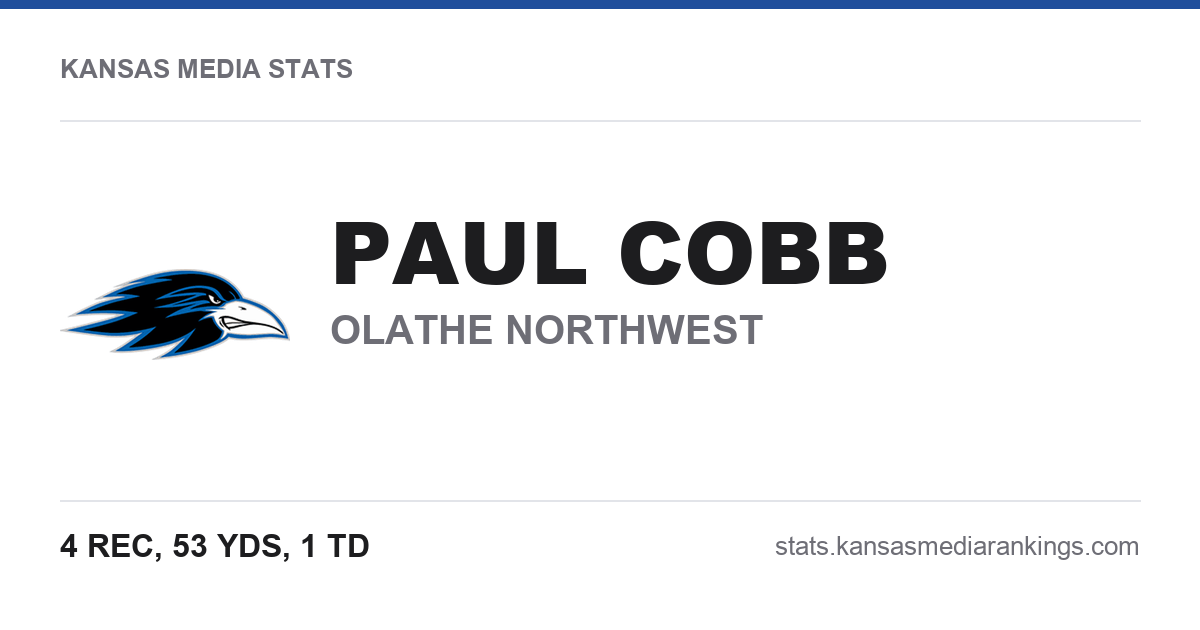 KANSAS MEDIA STATS
PAUL COBB
OLATHE NORTHWEST
4 REC, 53 YDS, 1 TD
stats.kansasmediarankings.com